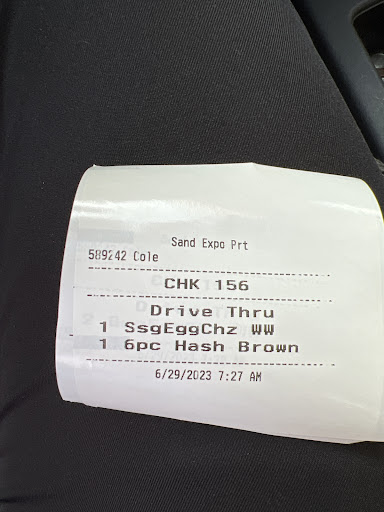 Sand Expo Prt
589242 Cole
CHK 156
Drive Thru
1 SsgEggChz WW
1 6pc Hash Brown
6/29/2023 7:27 AM